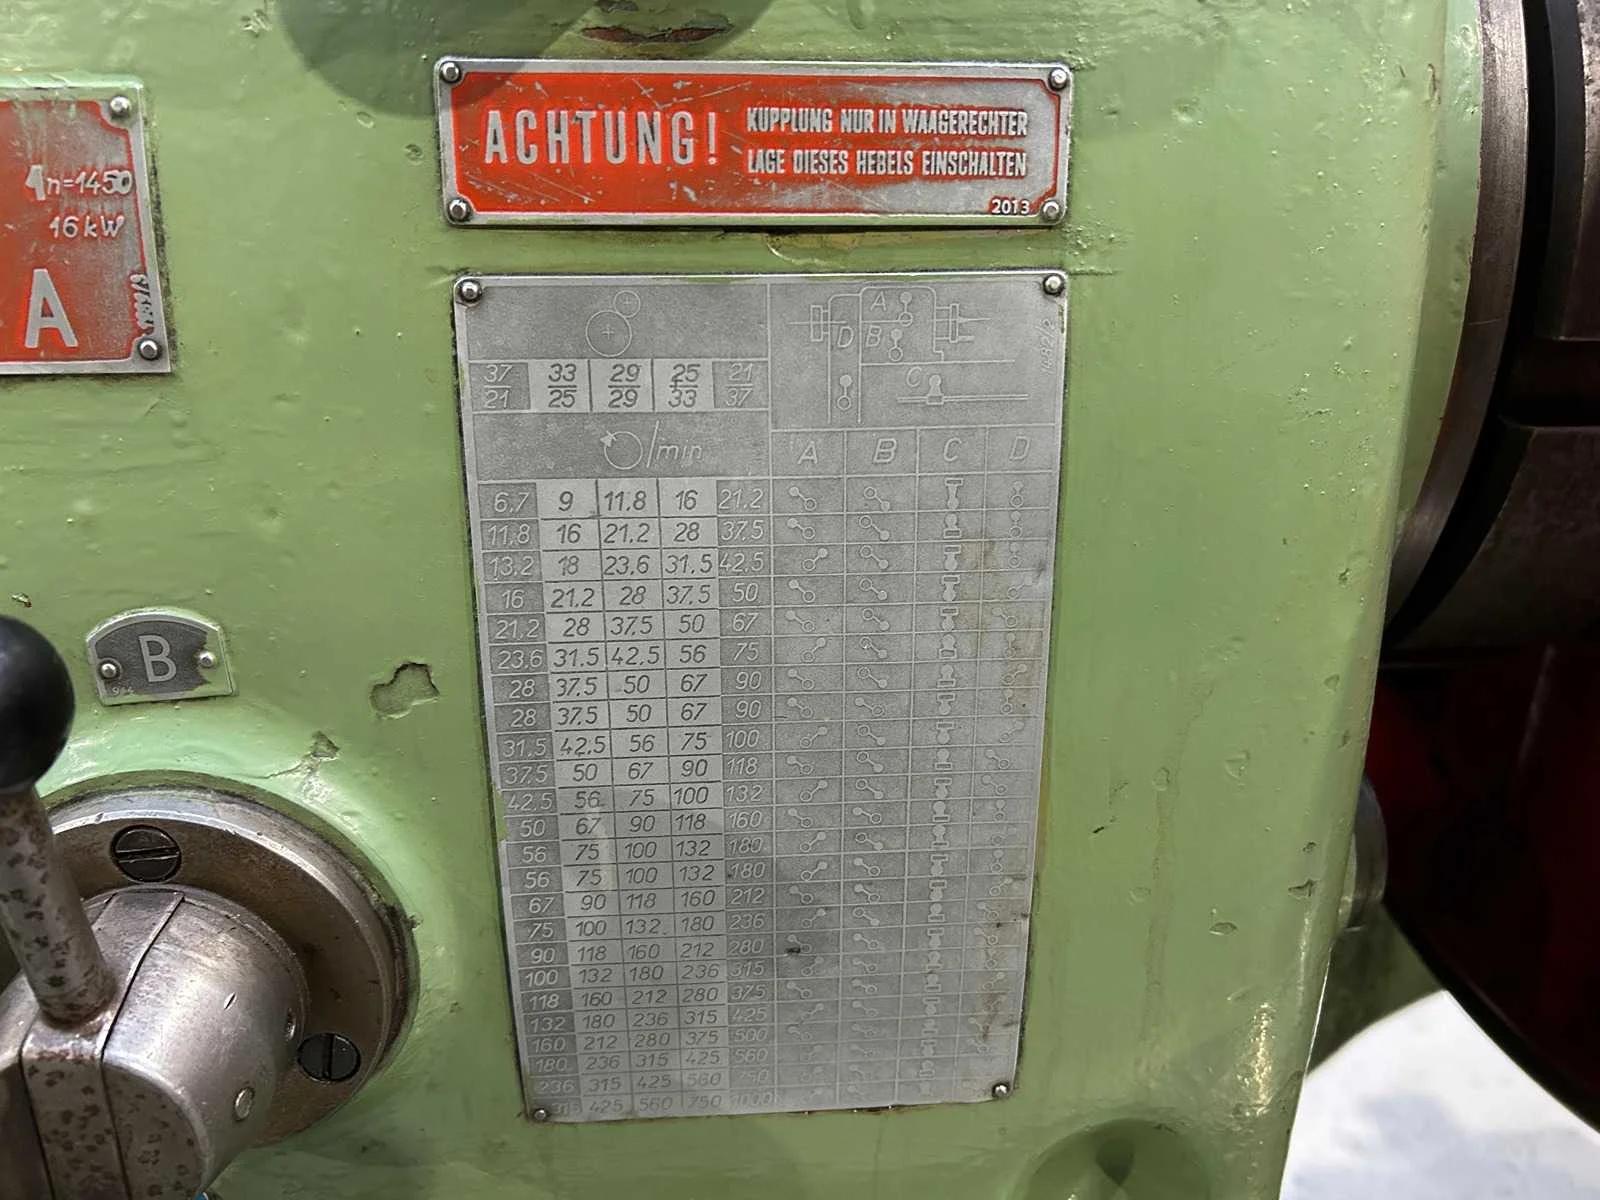 n=1450
16 kW
A
1989/9
ACHTUNG!
KUPPLUNG NUR IN WAAGERECHTER
LAGE DIESES HEBELS EINSCHALTEN
2013
A
D B
C
1482/2
37 33 29 25 21
21 25 29 33 37
/min A B C D
6,7 9 11.8 16 21.2
11,8 16 21,2 28 37,5
13,2 18 23,6 31,5 42,5
16 21,2 28 37,5 50
21,2 28 37,5 50 67
23,6 31.5 42.5 56 75
28 37,5 50 67 90
28 37,5 50 67 90
31,5 42,5 56 75 100
37,5 50 67 90 118
42,5 56 75 100 132
50 67 90 118 160
56 75 100 132 180
56 75 100 132 180
67 90 118 160 212
75 100 132 180 236
90 118 160 212 280
100 132 180 236 315
118 160 212 280 375
132 180 236 315 425
160 212 280 375 500
180 236 315 425 560
236 315 425 560
425 560 750
B